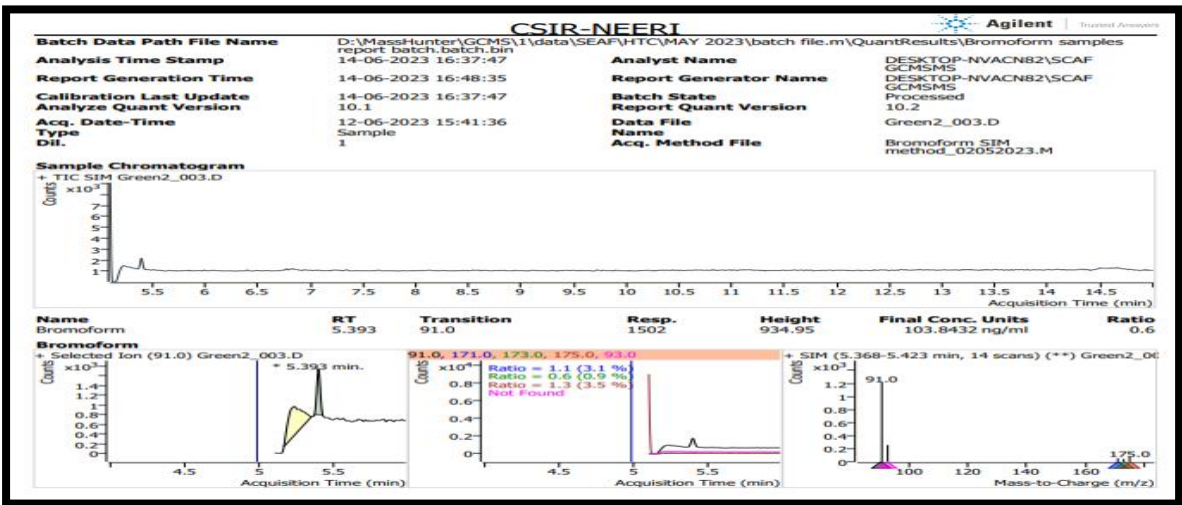 CSIR-NEERI
Agilent | Trusted Answers
Batch Data Path File Name D:\MassHunter\GCMS\1\data\SEAF\HTC\MAY 2023\batch file.m\QuantResults\Bromoform samples
report batch.batch.bin
Analysis Time Stamp 14-06-2023 16:37:47 Analyst Name DESKTOP-NVACN82\SCAF
GCMSMS
Report Generation Time 14-06-2023 16:48:35 Report Generator Name DESKTOP-NVACN82\SCAF
GCMSMS
Calibration Last Update 14-06-2023 16:37:47 Batch State Processed
Analyze Quant Version 10.1 Report Quant Version 10.2
Acq. Date-Time 12-06-2023 15:41:36 Data File Green2_003.D
Type Sample Name
Dil. 1 Acq. Method File Bromoform SIM
method_02052023.M
Sample Chromatogram
+ TIC SIM Green2_003.D
Counts
x10 3
7
6
5
4
3
2
1
5.5 6 6.5 7 7.5 8 8.5 9 9.5 10 10.5 11 11.5 12 12.5 13 13.5 14 14.5
Acquisition Time (min)
Name RT Transition Resp. Height Final Conc. Units Ratio
Bromoform 5.393 91.0 1502 934.95 103.8432 ng/ml 0.6
Bromoform
+ Selected Ion (91.0) Green2_003.D
Counts
x10 3
* 5.393 min.
1.4
1.2
1
0.8
0.6
0.4
0.2
0
4.5 5 5.5
Acquisition Time (min)
91.0, 171.0, 173.0, 175.0, 93.0
Counts
x10 4
Ratio = 1.1 (3.1 %)
Ratio = 0.6 (0.9 %)
Ratio = 1.3 (3.5 %)
Not Found
0.8
0.6
0.4
0.2
0
4.5 5 5.5
Acquisition Time (min)
+ SIM (5.368-5.423 min, 14 scans) (**) Green2_00
Counts
x10 3
91.0
1.2
1
0.8
0.6
0.4
0.2
0
175.0
100 120 140 160
Mass-to-Charge (m/z)